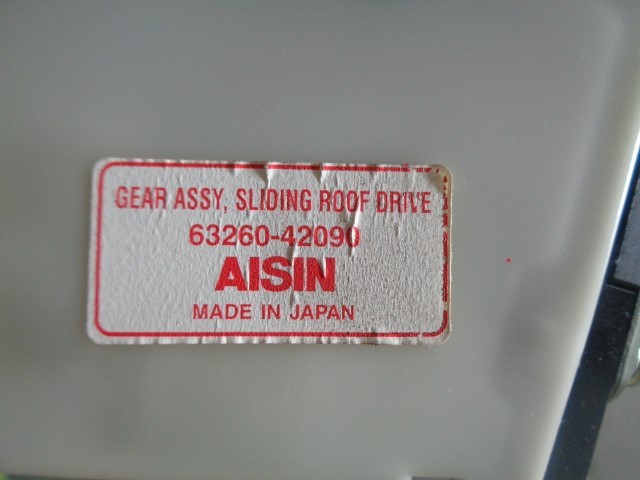 GEAR ASSY, SLIDING ROOF DRIVE
63260-42090
AISIN
MADE IN JAPAN